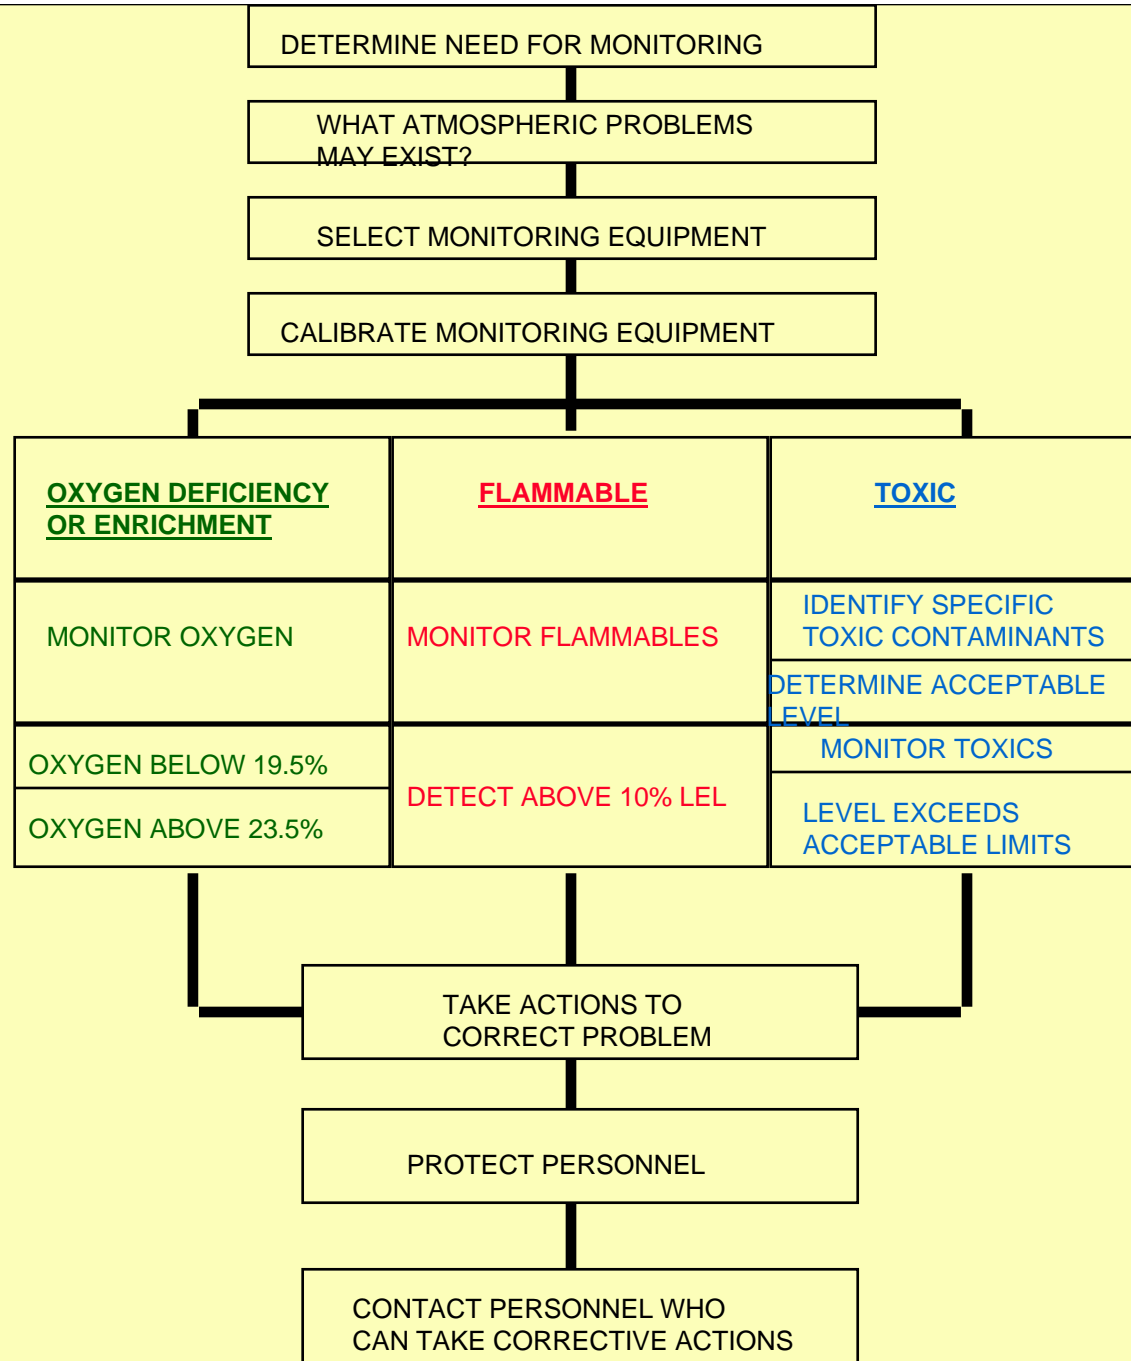 DETERMINE NEED FOR MONITORING
WHAT ATMOSPHERIC PROBLEMS
MAY EXIST?
SELECT MONITORING EQUIPMENT
CALIBRATE MONITORING EQUIPMENT
OXYGEN DEFICIENCY
OR ENRICHMENT
MONITOR OXYGEN
OXYGEN BELOW 19.5%
OXYGEN ABOVE 23.5%
FLAMMABLE
MONITOR FLAMMABLES
DETECT ABOVE 10% LEL
TOXIC
IDENTIFY SPECIFIC
TOXIC CONTAMINANTS
DETERMINE ACCEPTABLE
LEVEL
MONITOR TOXICS
LEVEL EXCEEDS
ACCEPTABLE LIMITS
TAKE ACTIONS TO
CORRECT PROBLEM
PROTECT PERSONNEL
CONTACT PERSONNEL WHO
CAN TAKE CORRECTIVE ACTIONS